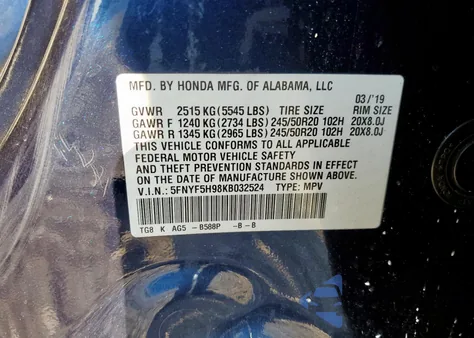 MFD. BY HONDA MFG. OF ALABAMA, LLC
03/'19
GVWR 2515 KG (5545 LBS) TIRE SIZE RIM SIZE
GAWR F 1240 KG (2734 LBS) 245/50R20 102H 20X8.0J
GAWR R 1345 KG (2965 LBS) 245/50R20 102H 20X8.0J
THIS VEHICLE CONFORMS TO ALL APPLICABLE
FEDERAL MOTOR VEHICLE SAFETY
AND THEFT PREVENTION STANDARDS IN EFFECT
ON THE DATE OF MANUFACTURE SHOWN ABOVE.
V.I.N.: 5FNYF5H98KB032524 TYPE: MPV
TG8 K AG5 -B588P -B-B